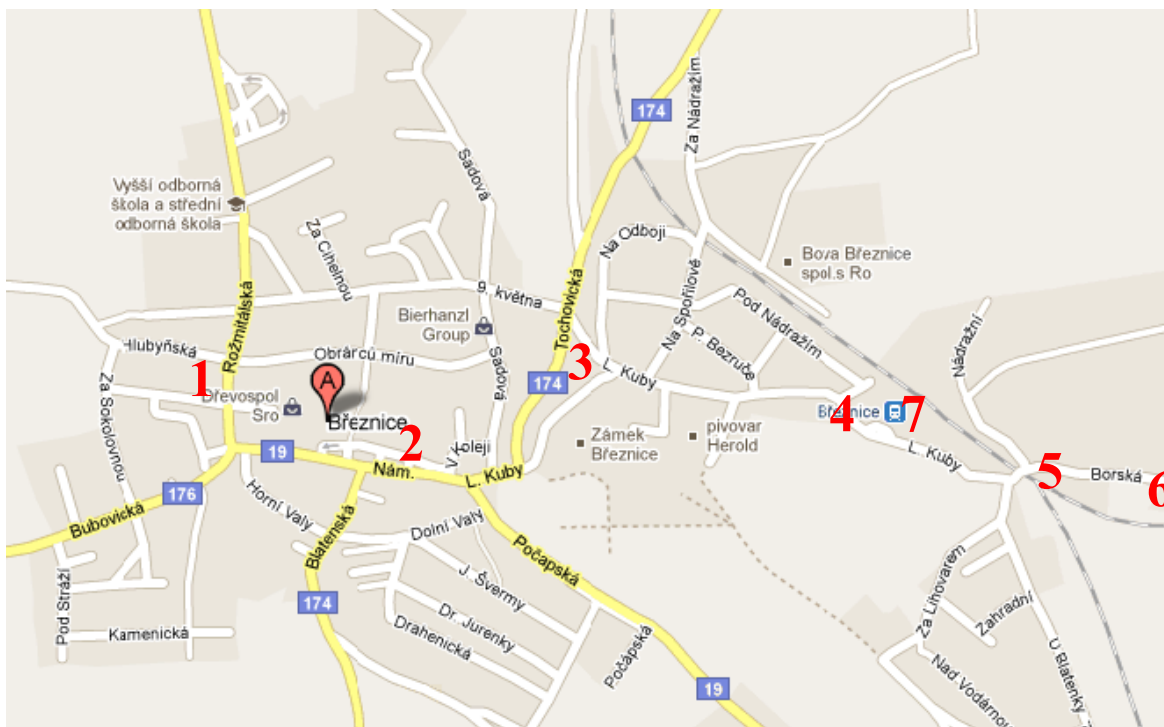 174
Za Nádražím
Sadová
Vyšší odborná
škola a střední
odborná škola
Za Cihelnou
Na Odboji
Bova Březnice
spol.s Ro
Rožmitálská
9. května
Tochovická
Na Spořilově
Pod Nádražím
Bierhanzl
Group
Nádražní
Hlubyňská
Obránců míru
Sadová
P. Bezruče
1
A
3
L. Kuby
174
Za Sokolovnou
Dřevospol
Sro
Březnice
2
Březnice
4
7
Zámek
Březnice
pivovar
Herold
19
Nám.
V Koleji
L. Kuby
L. Kuby
5
Borská
6
176
Bubovická
Horní Valy
Blatenská
Dolní Valy
Počápská
J. Švermy
Za Lihovarem
Pod Stráží
Kamenická
174
Dr. Jurenky
Drahenická
Počápská
Zahradní
U Blatenky
Nad Vodárnou
19